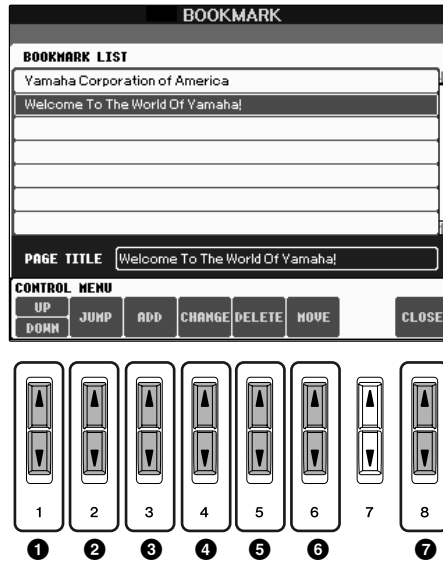 BOOKMARK
BOOKMARK LIST
Yamaha Corporation of America
Welcome To The World Of Yamaha!
PAGE TITLE Welcome To The World Of Yamaha!
CONTROL MENU
UP DOWN JUMP ADD CHANGE DELETE MOVE CLOSE
1 2 3 4 5 6 7 8
❶ ❷ ❸ ❹ ❺ ❻ ❼